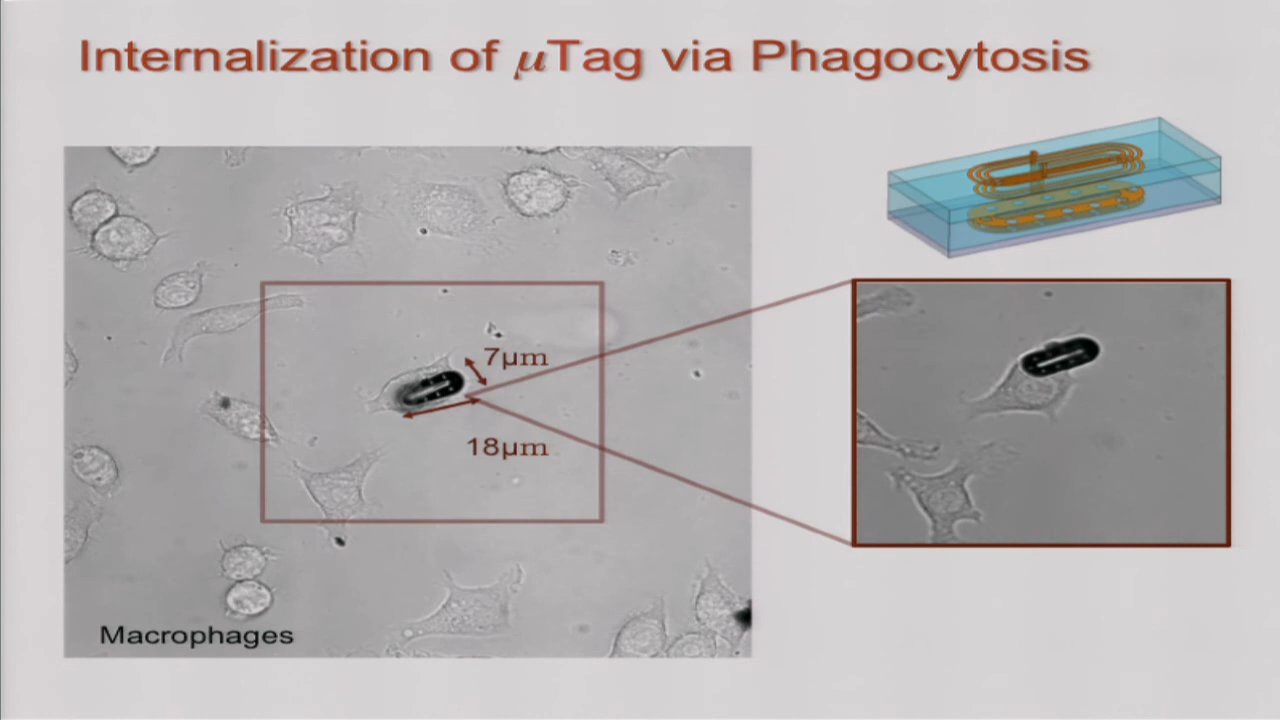 Internalization of μTag via Phagocytosis
7μm
18μm
Macrophages